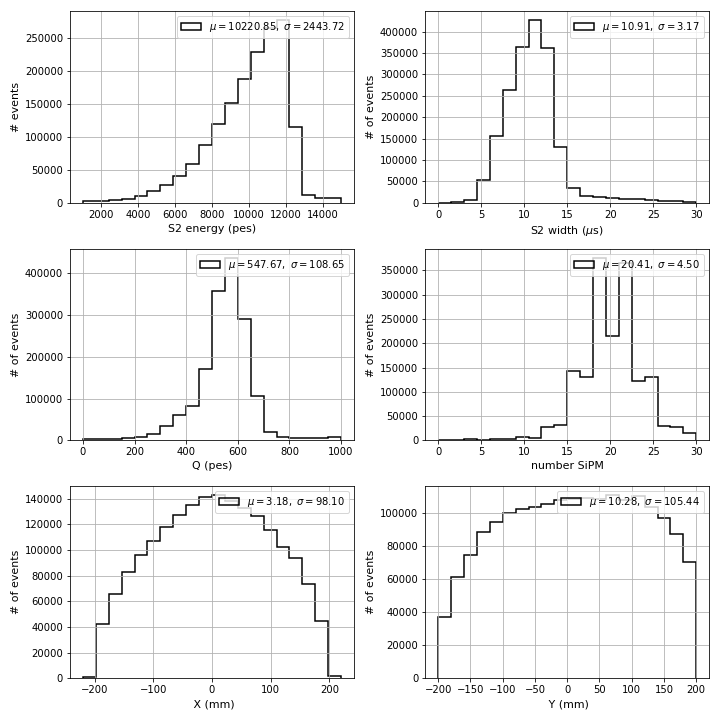 μ = 10220.85, σ = 2443.72
# events
250000
200000
150000
100000
50000
0
2000 4000 6000 8000 10000 12000 14000
S2 energy (pes)
μ = 10.91, σ = 3.17
# of events
400000
350000
300000
250000
200000
150000
100000
50000
0
0 5 10 15 20 25 30
S2 width (μs)
μ = 547.67, σ = 108.65
# of events
400000
300000
200000
100000
0
0 200 400 600 800 1000
Q (pes)
μ = 20.41, σ = 4.50
# of events
350000
300000
250000
200000
150000
100000
50000
0
0 5 10 15 20 25 30
number SiPM
μ = 3.18, σ = 98.10
# of events
140000
120000
100000
80000
60000
40000
20000
0
−200 −100 0 100 200
X (mm)
μ = 10.28, σ = 105.44
# of events
100000
80000
60000
40000
20000
0
−200 −150 −100 −50 0 50 100 150 200
Y (mm)